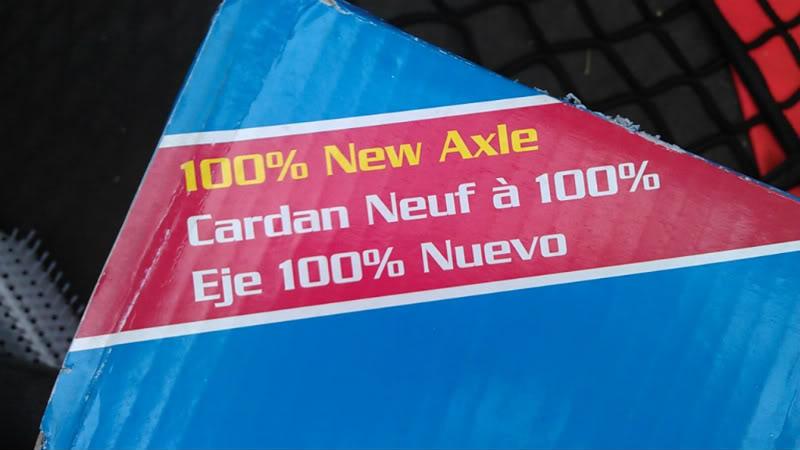 100% New Axle
Cardan Neuf à 100%
Eje 100% Nuevo